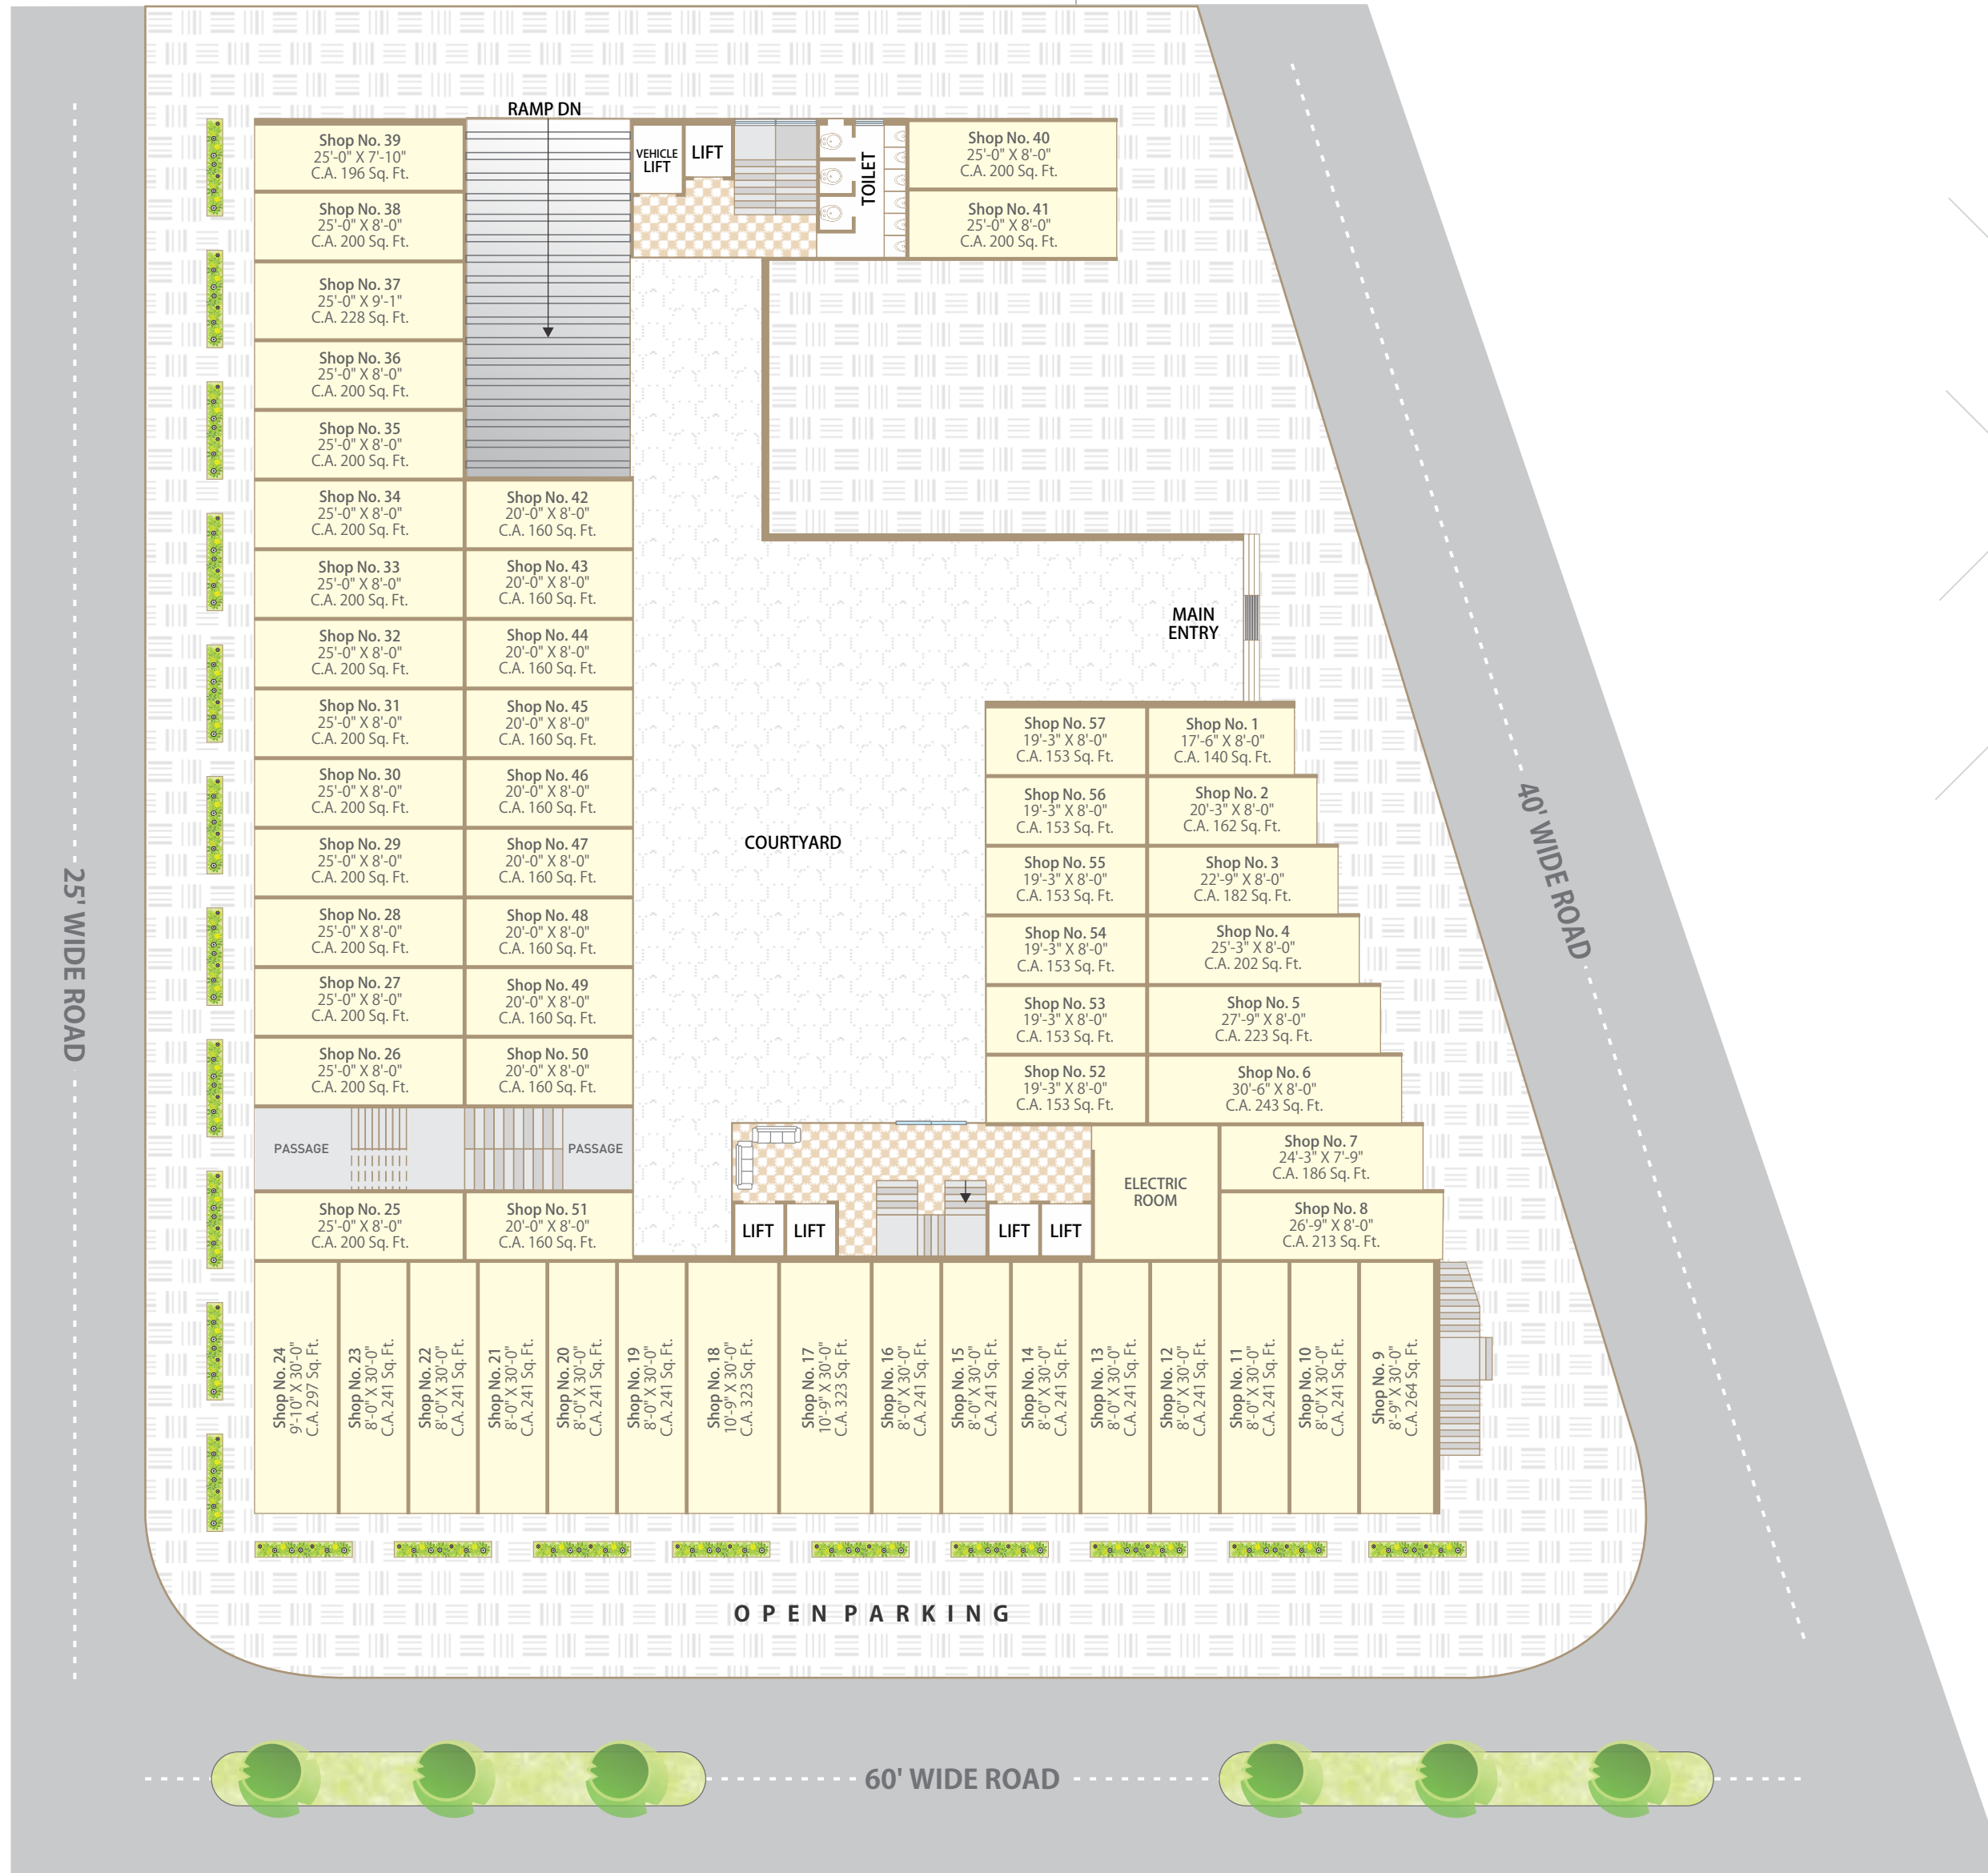 RAMP DN
Shop No. 39
25'-0" X 7'-10"
C.A. 196 Sq. Ft.
VEHICLE
LIFT
LIFT
TOILET
Shop No. 40
25'-0" X 8'-0"
C.A. 200 Sq. Ft.
Shop No. 38
25'-0" X 8'-0"
C.A. 200 Sq. Ft.
Shop No. 41
25'-0" X 8'-0"
C.A. 200 Sq. Ft.
Shop No. 37
25'-0" X 9'-1"
C.A. 228 Sq. Ft.
Shop No. 36
25'-0" X 8'-0"
C.A. 200 Sq. Ft.
Shop No. 35
25'-0" X 8'-0"
C.A. 200 Sq. Ft.
Shop No. 34
25'-0" X 8'-0"
C.A. 200 Sq. Ft.
Shop No. 42
20'-0" X 8'-0"
C.A. 160 Sq. Ft.
Shop No. 33
25'-0" X 8'-0"
C.A. 200 Sq. Ft.
Shop No. 43
20'-0" X 8'-0"
C.A. 160 Sq. Ft.
Shop No. 32
25'-0" X 8'-0"
C.A. 200 Sq. Ft.
Shop No. 44
20'-0" X 8'-0"
C.A. 160 Sq. Ft.
MAIN
ENTRY
Shop No. 31
25'-0" X 8'-0"
C.A. 200 Sq. Ft.
Shop No. 45
20'-0" X 8'-0"
C.A. 160 Sq. Ft.
Shop No. 57
19'-3" X 8'-0"
C.A. 153 Sq. Ft.
Shop No. 1
17'-6" X 8'-0"
C.A. 140 Sq. Ft.
Shop No. 30
25'-0" X 8'-0"
C.A. 200 Sq. Ft.
Shop No. 46
20'-0" X 8'-0"
C.A. 160 Sq. Ft.
Shop No. 56
19'-3" X 8'-0"
C.A. 153 Sq. Ft.
Shop No. 2
20'-3" X 8'-0"
C.A. 162 Sq. Ft.
COURTYARD
Shop No. 29
25'-0" X 8'-0"
C.A. 200 Sq. Ft.
Shop No. 47
20'-0" X 8'-0"
C.A. 160 Sq. Ft.
Shop No. 55
19'-3" X 8'-0"
C.A. 153 Sq. Ft.
Shop No. 3
22'-9" X 8'-0"
C.A. 182 Sq. Ft.
40' WIDE ROAD
25' WIDE ROAD
Shop No. 28
25'-0" X 8'-0"
C.A. 200 Sq. Ft.
Shop No. 48
20'-0" X 8'-0"
C.A. 160 Sq. Ft.
Shop No. 54
19'-3" X 8'-0"
C.A. 153 Sq. Ft.
Shop No. 4
25'-3" X 8'-0"
C.A. 202 Sq. Ft.
Shop No. 27
25'-0" X 8'-0"
C.A. 200 Sq. Ft.
Shop No. 49
20'-0" X 8'-0"
C.A. 160 Sq. Ft.
Shop No. 53
19'-3" X 8'-0"
C.A. 153 Sq. Ft.
Shop No. 5
27'-9" X 8'-0"
C.A. 223 Sq. Ft.
Shop No. 26
25'-0" X 8'-0"
C.A. 200 Sq. Ft.
Shop No. 50
20'-0" X 8'-0"
C.A. 160 Sq. Ft.
Shop No. 52
19'-3" X 8'-0"
C.A. 153 Sq. Ft.
Shop No. 6
30'-6" X 8'-0"
C.A. 243 Sq. Ft.
PASSAGE
PASSAGE
ELECTRIC
ROOM
Shop No. 7
24'-3" X 7'-9"
C.A. 186 Sq. Ft.
Shop No. 25
25'-0" X 8'-0"
C.A. 200 Sq. Ft.
Shop No. 51
20'-0" X 8'-0"
C.A. 160 Sq. Ft.
LIFT
LIFT
LIFT
LIFT
Shop No. 8
26'-9" X 8'-0"
C.A. 213 Sq. Ft.
Shop No. 24
9'-10" X 30'-0"
C.A. 297 Sq. Ft.
Shop No. 23
8'-0" X 30'-0"
C.A. 241 Sq. Ft.
Shop No. 22
8'-0" X 30'-0"
C.A. 241 Sq. Ft.
Shop No. 21
8'-0" X 30'-0"
C.A. 241 Sq. Ft.
Shop No. 20
8'-0" X 30'-0"
C.A. 241 Sq. Ft.
Shop No. 19
8'-0" X 30'-0"
C.A. 241 Sq. Ft.
Shop No. 18
10'-9" X 30'-0"
C.A. 323 Sq. Ft.
Shop No. 17
10'-9" X 30'-0"
C.A. 323 Sq. Ft.
Shop No. 16
8'-0" X 30'-0"
C.A. 241 Sq. Ft.
Shop No. 15
8'-0" X 30'-0"
C.A. 241 Sq. Ft.
Shop No. 14
8'-0" X 30'-0"
C.A. 241 Sq. Ft.
Shop No. 13
8'-0" X 30'-0"
C.A. 241 Sq. Ft.
Shop No. 12
8'-0" X 30'-0"
C.A. 241 Sq. Ft.
Shop No. 11
8'-0" X 30'-0"
C.A. 241 Sq. Ft.
Shop No. 10
8'-0" X 30'-0"
C.A. 241 Sq. Ft.
Shop No. 9
8'-9" X 30'-0"
C.A. 264 Sq. Ft.
OPEN PARKING
60' WIDE ROAD